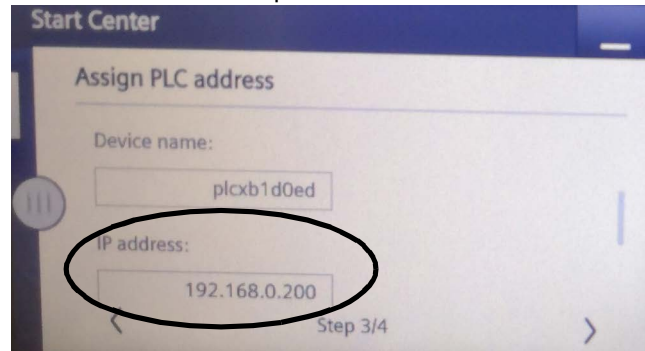 Start Center
Assign PLC address
Device name:
plcxb1d0ed
IP address:
192.168.0.200
Step 3/4